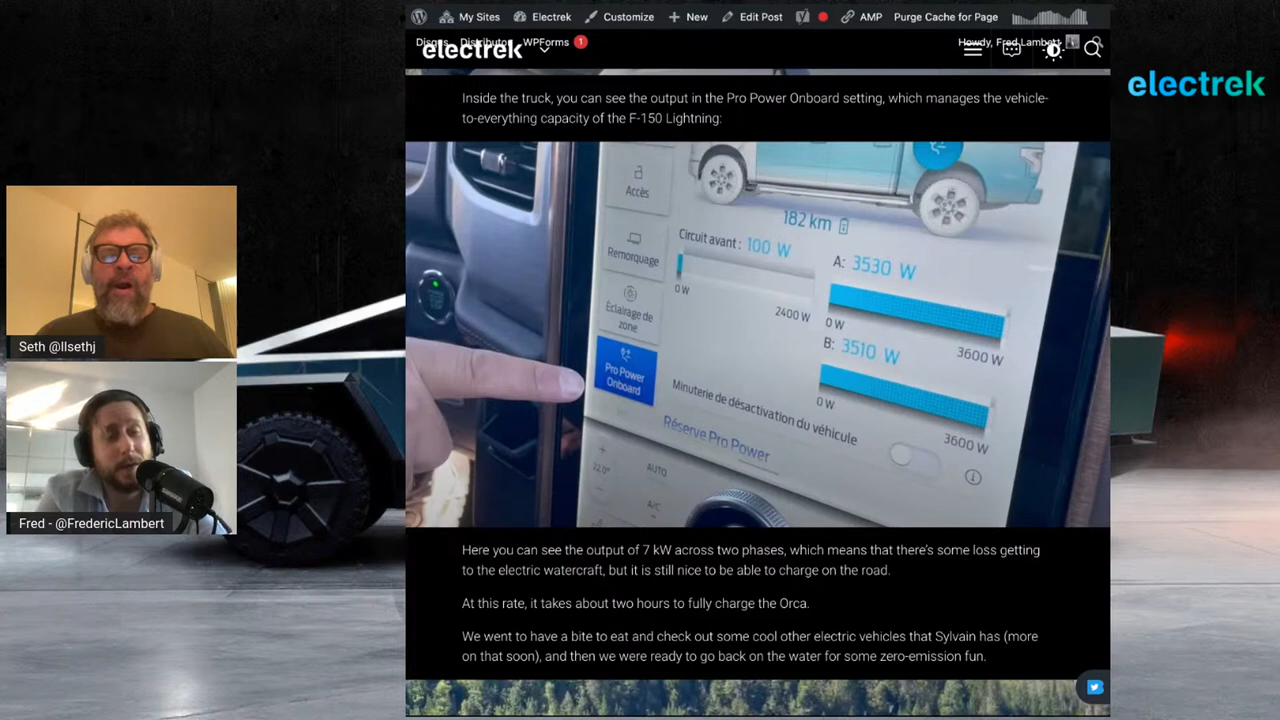 My Sites
Electrek
Customize
New
Edit Post
AMP
Purge Cache for Page
Disqus
Distributor
WPForms
1
Howdy, Fred Lambert
electrek
electrek
Inside the truck, you can see the output in the Pro Power Onboard setting, which manages the vehicle-
to-everything capacity of the F-150 Lightning:
Accès
Remorquage
Éclairage de
zone
Pro Power
Onboard
182 km
Circuit avant : 100 W
0 W
2400 W
A: 3530 W
0 W
3600 W
B: 3510 W
0 W
3600 W
Minuterie de désactivation du véhicule
Réserve Pro Power
22.0°
AUTO
A/C
Seth @llsethj
Fred - @FredericLambert
Here you can see the output of 7 kW across two phases, which means that there's some loss getting
to the electric watercraft, but it is still nice to be able to charge on the road.
At this rate, it takes about two hours to fully charge the Orca.
We went to have a bite to eat and check out some cool other electric vehicles that Sylvain has (more
on that soon), and then we were ready to go back on the water for some zero-emission fun.